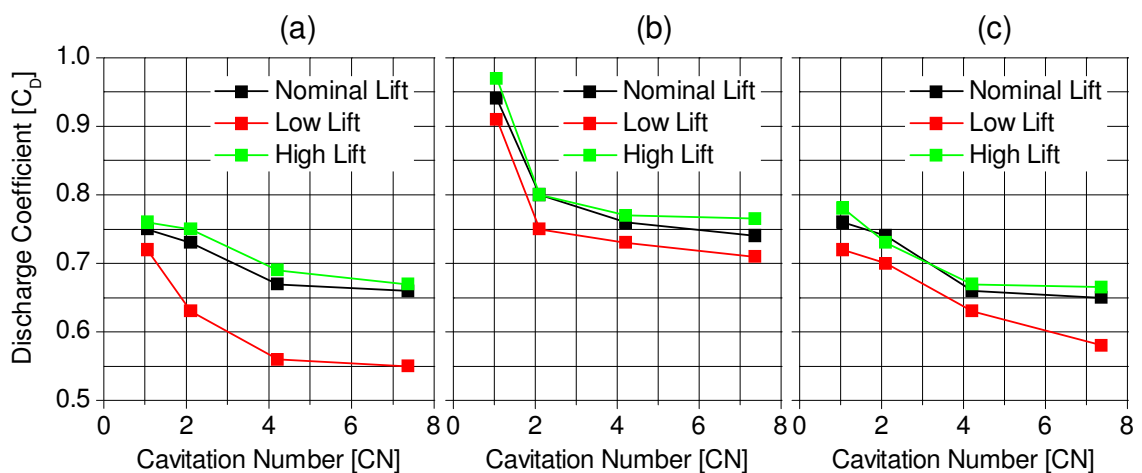 (a)
(b)
(c)
Discharge Coefficient [C_D]
1.0
0.9
0.8
0.7
0.6
0.5
Nominal Lift
Low Lift
High Lift
Nominal Lift
Low Lift
High Lift
Nominal Lift
Low Lift
High Lift
0 2 4 6 8
0 2 4 6 8
0 2 4 6 8
Cavitation Number [CN]
Cavitation Number [CN]
Cavitation Number [CN]